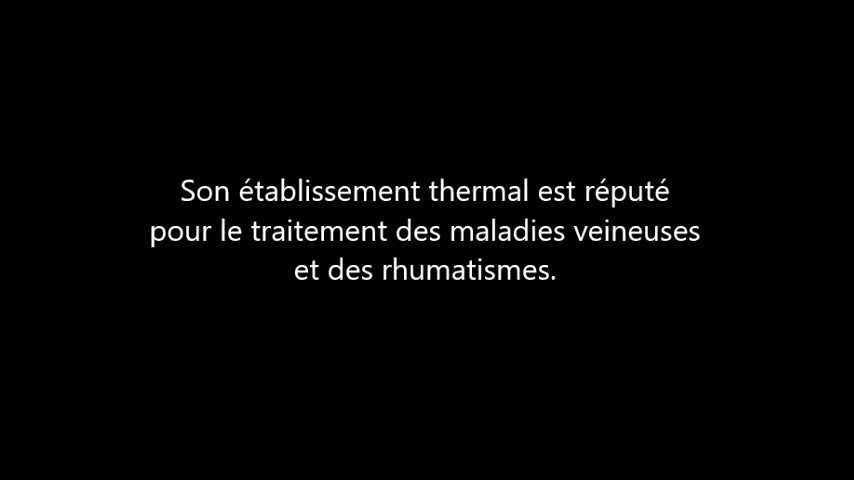 Son établissement thermal est réputé
pour le traitement des maladies veineuses
et des rhumatismes.